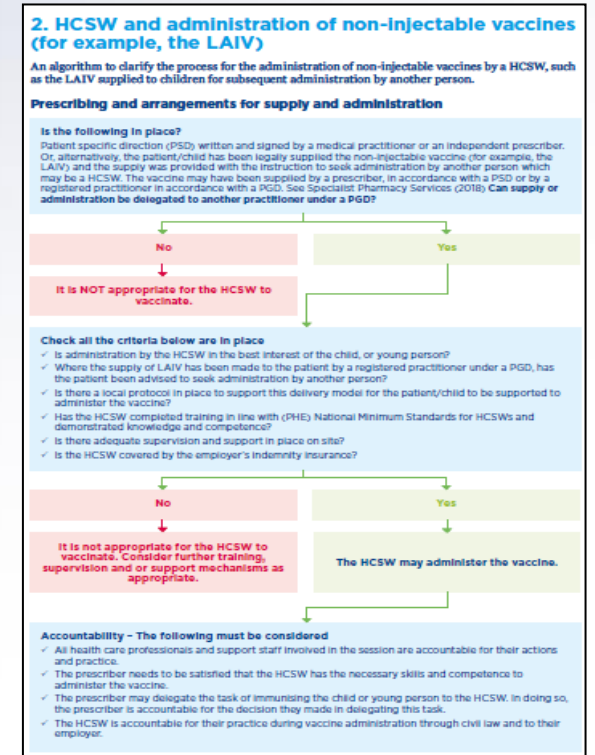 2. HCSW and administration of non-injectable vaccines
(for example, the LAIV)
An algorithm to clarify the process for the administration of non-injectable vaccines by a HCSW, such
as the LAIV supplied to children for subsequent administration by another person.
Prescribing and arrangements for supply and administration
Is the following in place?
Patient specific direction (PSD) written and signed by a medical practitioner or an independent prescriber.
Or, alternatively, the patient/child has been legally supplied the non-injectable vaccine (for example, the
LAIV) and the supply was provided with the instruction to seek administration by another person which
may be a HCSW. The vaccine may have been supplied by a prescriber, in accordance with a PSD or by a
registered practitioner in accordance with a PGD. See Specialist Pharmacy Services (2018) Can supply or
administration be delegated to another practitioner under a PGD?
No
Yes
It is NOT appropriate for the HCSW to
vaccinate.
Check all the criteria below are in place
✓ Is administration by the HCSW in the best interest of the child, or young person?
✓ Where the supply of LAIV has been made to the patient by a registered practitioner under a PGD, has
the patient been advised to seek administration by another person?
✓ Is there a local protocol in place to support this delivery model for the patient/child to be supported to
administer the vaccine?
✓ Has the HCSW completed training in line with (PHE) National Minimum Standards for HCSWs and
demonstrated knowledge and competence?
✓ Is there adequate supervision and support in place on site?
✓ Is the HCSW covered by the employer's indemnity insurance?
No
Yes
It is not appropriate for the HCSW to
vaccinate. Consider further training,
supervision and or support mechanisms as
appropriate.
The HCSW may administer the vaccine.
Accountability – The following must be considered
✓ All health care professionals and support staff involved in the session are accountable for their actions
and practice.
✓ The prescriber needs to be satisfied that the HCSW has the necessary skills and competence to
administer the vaccine.
✓ The prescriber may delegate the task of immunising the child or young person to the HCSW. In doing so,
the prescriber is accountable for the decision they made in delegating this task.
✓ The HCSW is accountable for their practice during vaccine administration through civil law and to their
employer.